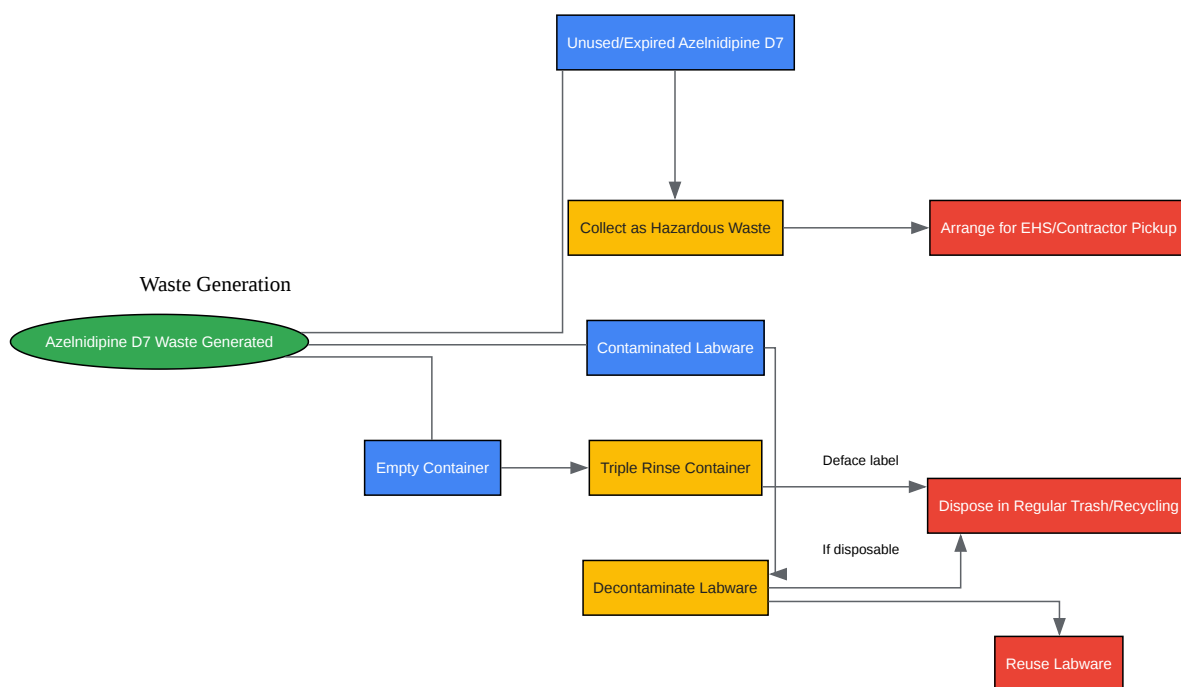 Unused/Expired Azelnidipine D7
Collect as Hazardous Waste
Arrange for EHS/Contractor Pickup
Waste Generation
Azelnidipine D7 Waste Generated
Contaminated Labware
Empty Container
Triple Rinse Container
Deface label
Dispose in Regular Trash/Recycling
If disposable
Decontaminate Labware
Reuse Labware